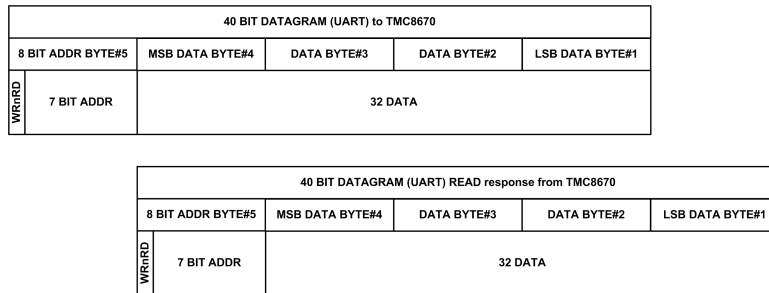 40 BIT DATAGRAM (UART) to TMC8670
8 BIT ADDR BYTE#5 MSB DATA BYTE#4 DATA BYTE#3 DATA BYTE#2 LSB DATA BYTE#1
WRnRD 7 BIT ADDR 32 DATA
40 BIT DATAGRAM (UART) READ response from TMC8670
8 BIT ADDR BYTE#5 MSB DATA BYTE#4 DATA BYTE#3 DATA BYTE#2 LSB DATA BYTE#1
WRnRD 7 BIT ADDR 32 DATA